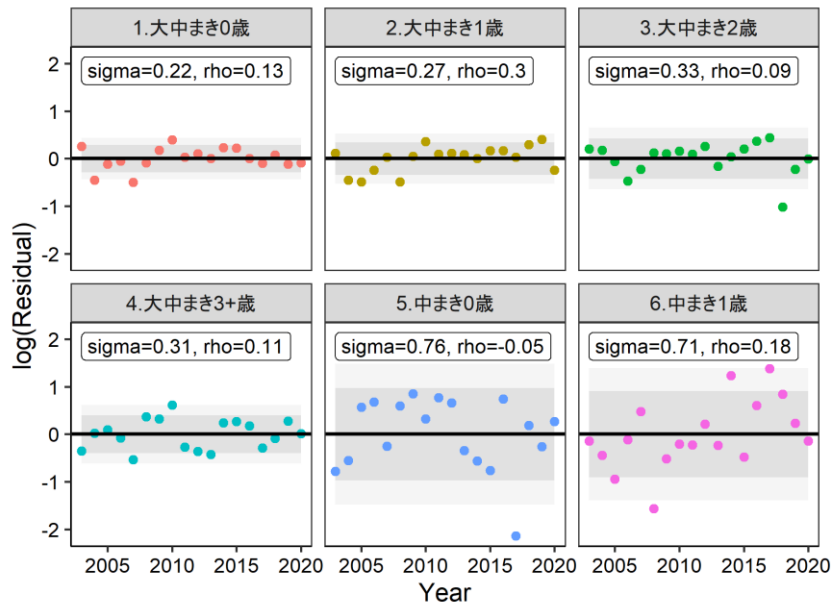 1.大中まき0歳
2.大中まき1歳
3.大中まき2歳
sigma=0.22, rho=0.13
sigma=0.27, rho=0.3
sigma=0.33, rho=0.09
2
1
0
-1
-2
4.大中まき3+歳
5.中まき0歳
6.中まき1歳
sigma=0.31, rho=0.11
sigma=0.76, rho=-0.05
sigma=0.71, rho=0.18
2
1
0
-1
-2
log(Residual)
2005 2010 2015 2020
2005 2010 2015 2020
2005 2010 2015 2020
Year